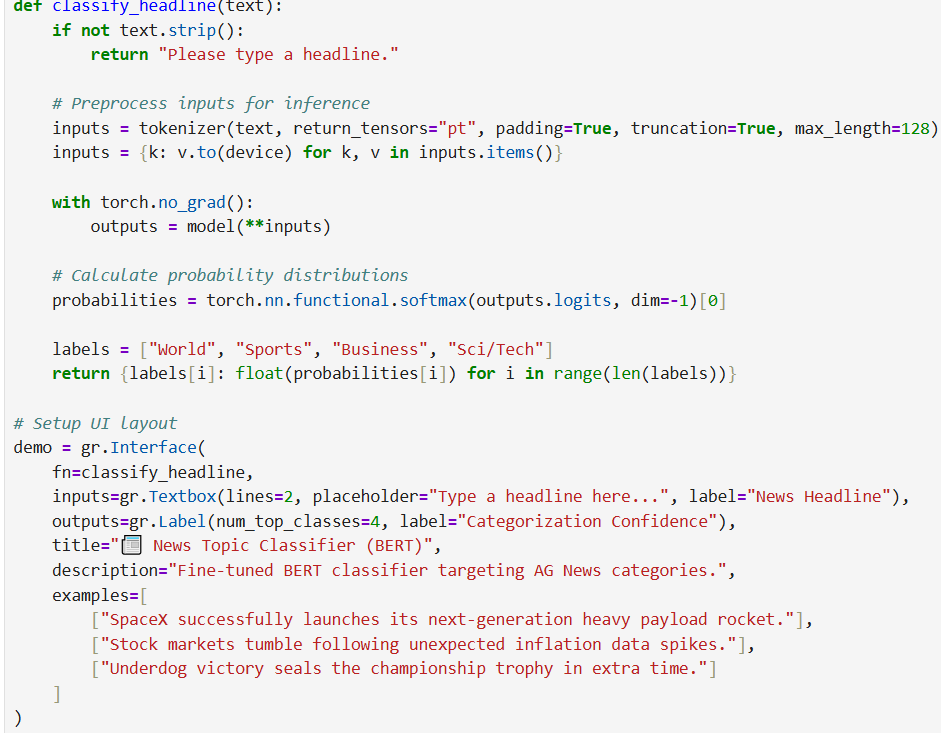 def classify_headline(text):
    if not text.strip():
        return "Please type a headline."

    # Preprocess inputs for inference
    inputs = tokenizer(text, return_tensors="pt", padding=True, truncation=True, max_length=128)
    inputs = {k: v.to(device) for k, v in inputs.items()}

    with torch.no_grad():
        outputs = model(**inputs)

    # Calculate probability distributions
    probabilities = torch.nn.functional.softmax(outputs.logits, dim=-1)[0]

    labels = ["World", "Sports", "Business", "Sci/Tech"]
    return {labels[i]: float(probabilities[i]) for i in range(len(labels))}

# Setup UI layout
demo = gr.Interface(
    fn=classify_headline,
    inputs=gr.Textbox(lines=2, placeholder="Type a headline here...", label="News Headline"),
    outputs=gr.Label(num_top_classes=4, label="Categorization Confidence"),
    title="📰 News Topic Classifier (BERT)",
    description="Fine-tuned BERT classifier targeting AG News categories.",
    examples=[
        ["SpaceX successfully launches its next-generation heavy payload rocket."],
        ["Stock markets tumble following unexpected inflation data spikes."],
        ["Underdog victory seals the championship trophy in extra time."]
    ]
)